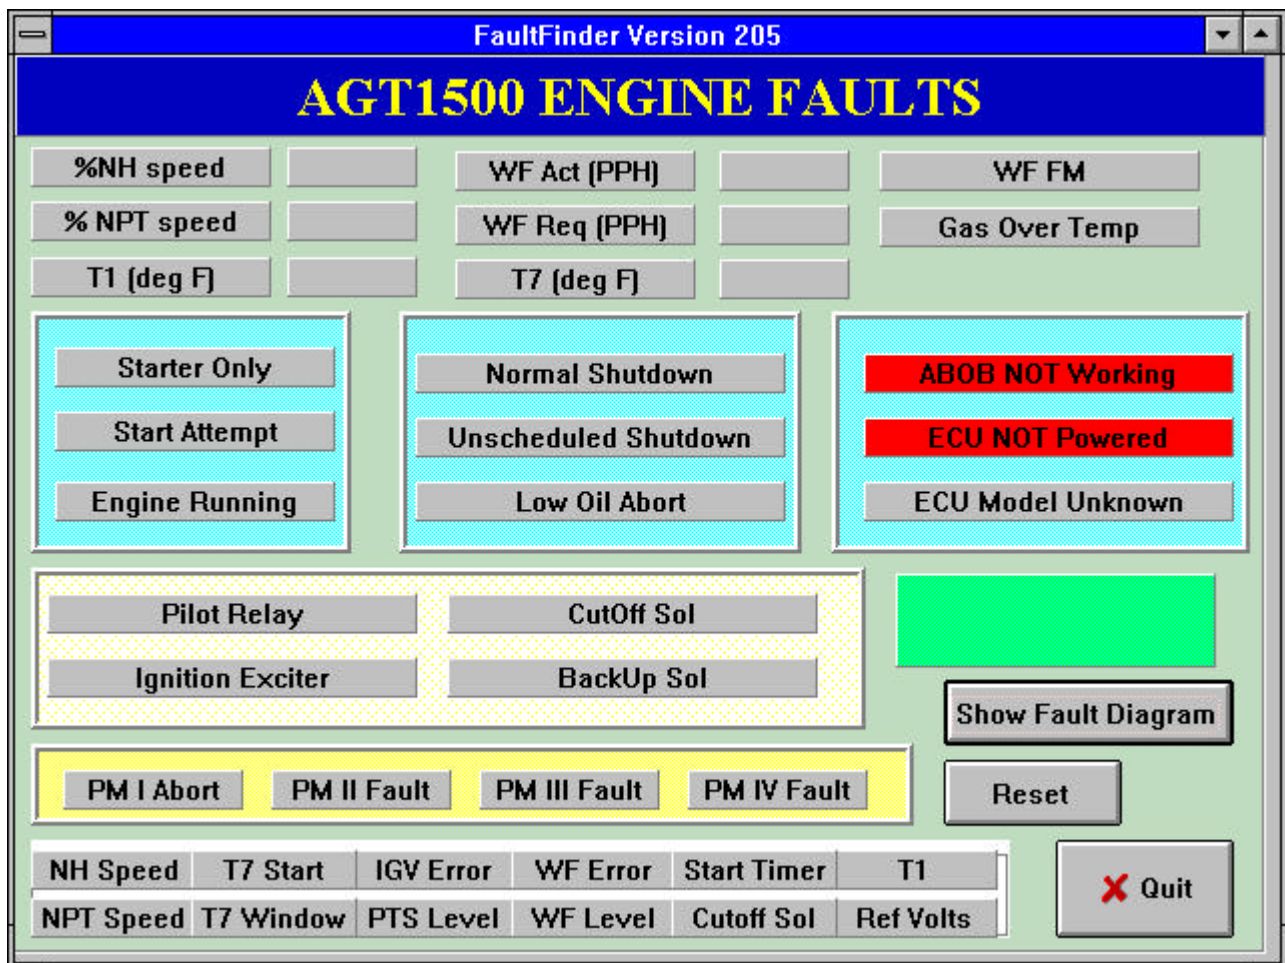 FaultFinder Version 205
AGT1500 ENGINE FAULTS
%NH speed
WF Act (PPH)
WF FM
% NPT speed
WF Req (PPH)
Gas Over Temp
T1 (deg F)
T7 (deg F)
Starter Only
Start Attempt
Engine Running
Normal Shutdown
Unscheduled Shutdown
Low Oil Abort
ABOB NOT Working
ECU NOT Powered
ECU Model Unknown
Pilot Relay
CutOff Sol
Ignition Exciter
BackUp Sol
Show Fault Diagram
PM I Abort
PM II Fault
PM III Fault
PM IV Fault
Reset
NH Speed
T7 Start
IGV Error
WF Error
Start Timer
T1
NPT Speed
T7 Window
PTS Level
WF Level
Cutoff Sol
Ref Volts
Quit